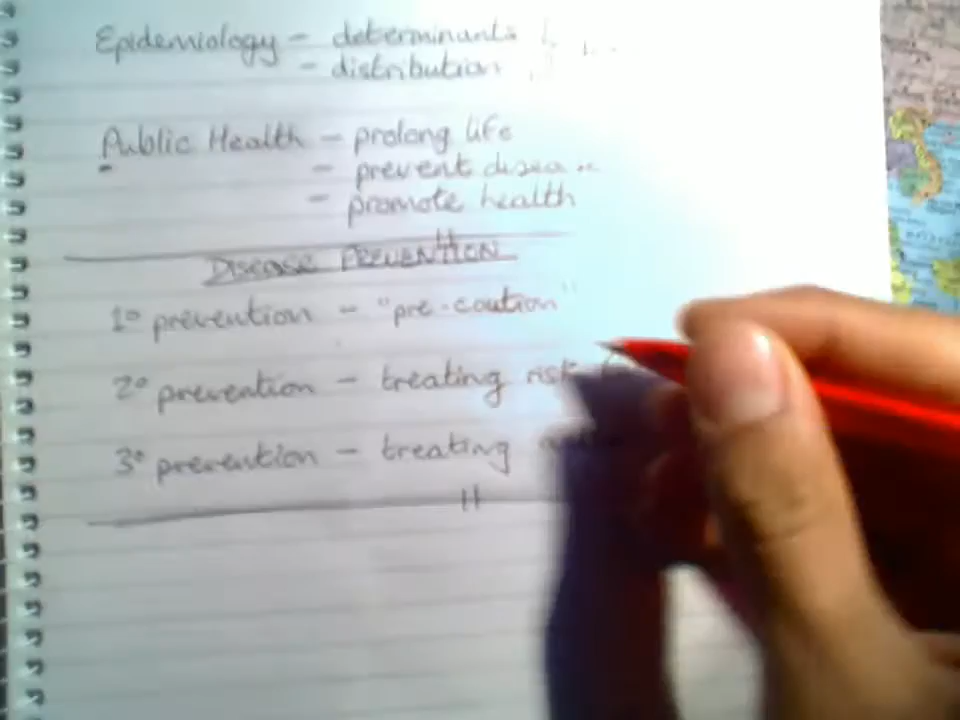 Epidemiology - determinants
- distribution
Public Health - prolong life
- prevent
- promote health
DISEASE PREVENTION
1° prevention - "pre-caution"
2° prevention - treating risk
3° prevention - treating